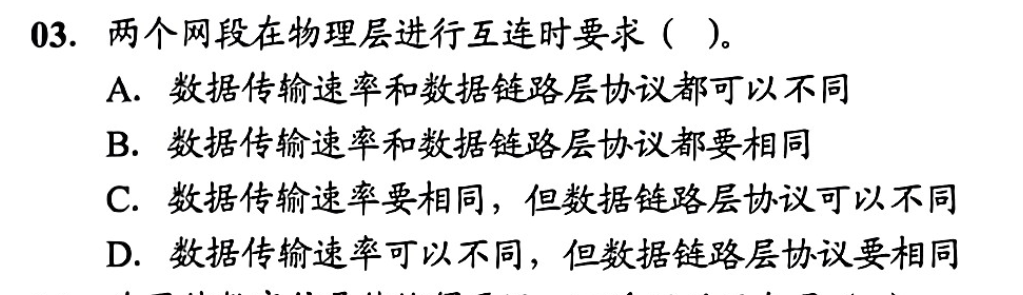 03. 两个网段在物理层进行互连时要求（ ）。
A. 数据传输速率和数据链路层协议都可以不同
B. 数据传输速率和数据链路层协议都要相同
C. 数据传输速率要相同，但数据链路层协议可以不同
D. 数据传输速率可以不同，但数据链路层协议要相同